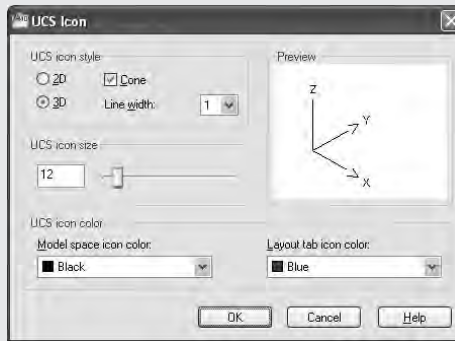 UCS Icon
UCS icon style
2D
Cone
3D
Line width:
1
Preview
Z
Y
X
UCS icon size
12
UCS icon color
Model space icon color:
Black
Layout tab icon color:
Blue
OK
Cancel
Help